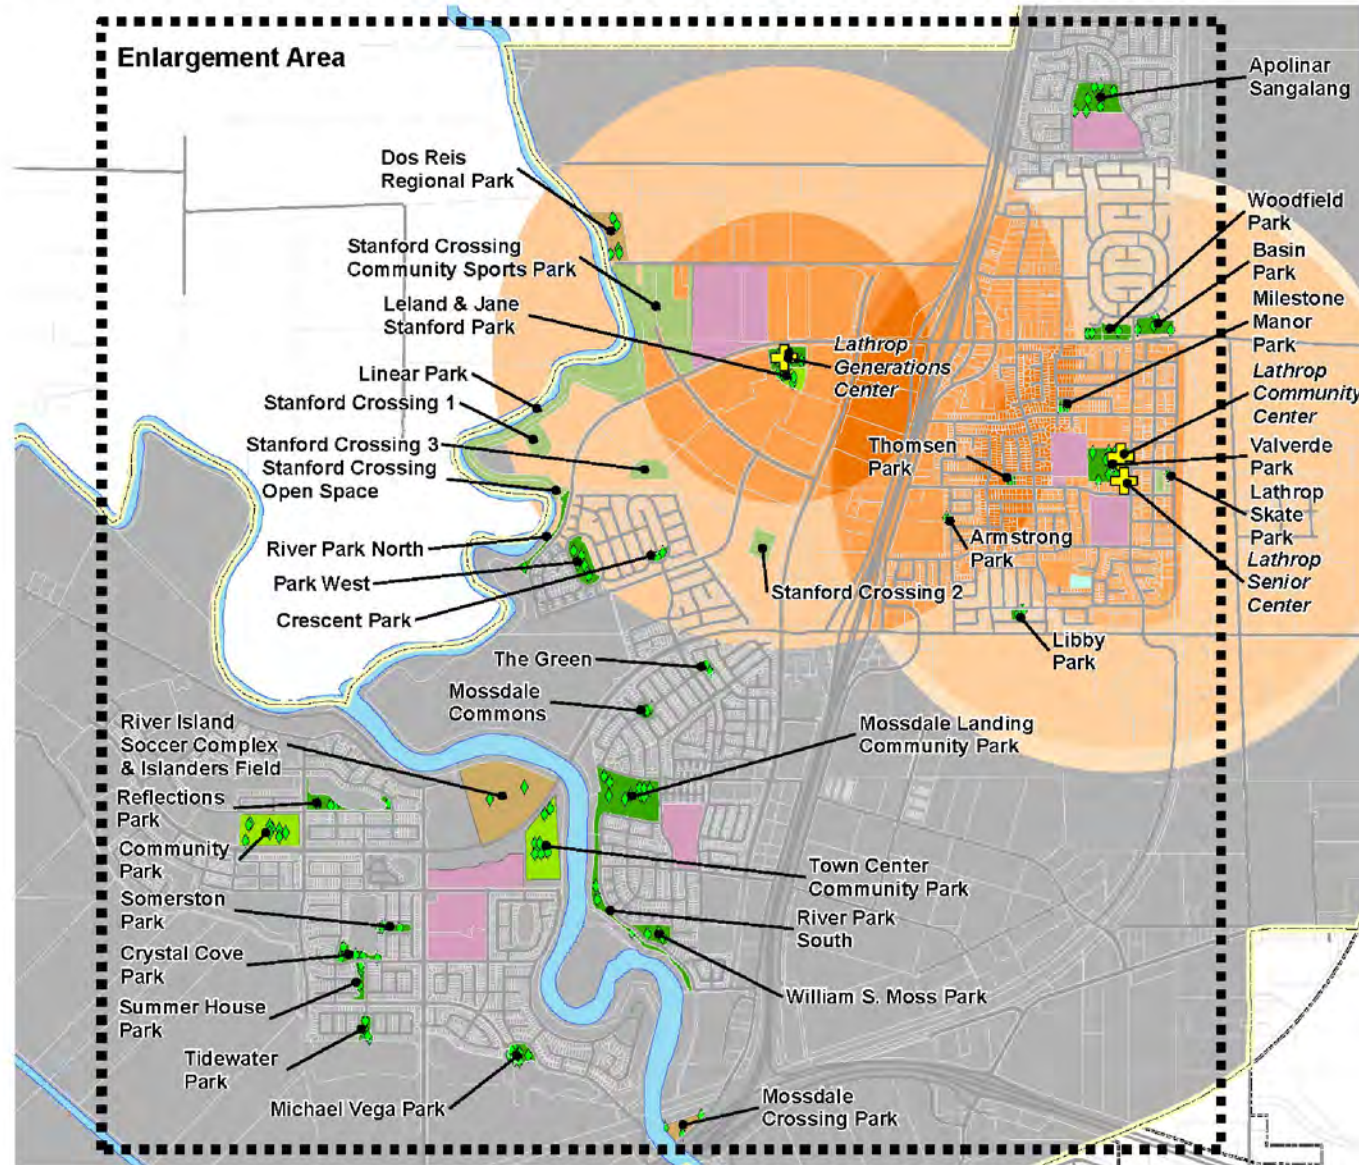 Enlargement Area
Apolinar
Sangalang
Dos Reis
Regional Park
Woodfield
Park
Stanford Crossing
Community Sports Park
Basin
Park
Leland & Jane
Stanford Park
Milestone
Manor
Park
Lathrop
Generations
Center
Linear Park
Lathrop
Community
Center
Stanford Crossing 1
Stanford Crossing 3
Stanford Crossing
Open Space
Thomsen
Park
Valverde
Park
Lathrop
Skate
Park
River Park North
Armstrong
Park
Lathrop
Senior
Center
Park West
Stanford Crossing 2
Crescent Park
Libby
Park
The Green
Mossdale
Commons
River Island
Soccer Complex
& Islanders Field
Mossdale Landing
Community Park
Reflections
Park
Community
Park
Town Center
Community Park
Somerston
Park
River Park
South
Crystal Cove
Park
William S. Moss Park
Summer House
Park
Tidewater
Park
Michael Vega Park
Mossdale
Crossing Park